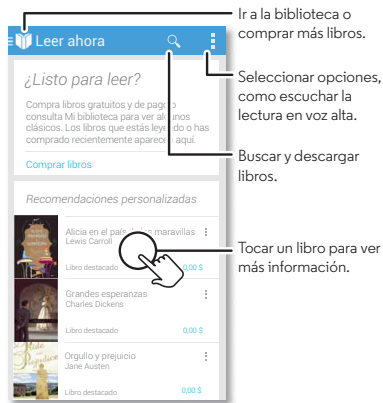 Leer ahora
Ir a la biblioteca o
comprar más libros.
¿Listo para leer?
Compra libros gratuitos y de pago o
consulta Mi biblioteca para ver algunos
clásicos. Los libros que estás leyendo o has
comprado recientemente aparecen aquí.
Comprar libros
Seleccionar opciones,
como escuchar la
lectura en voz alta.
Buscar y descargar
libros.
Recomendaciones personalizadas
Alicia en el país de las maravillas
Lewis Carroll
Libro destacado 0,00 $
Tocar un libro para ver
más información.
Grandes esperanzas
Charles Dickens
Libro destacado 0,00 $
Orgullo y prejuicio
Jane Austen
Libro destacado 0,00 $